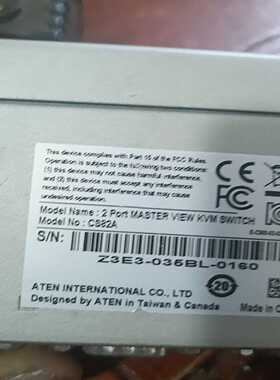 This device complies with Part 15 of the FCC Rules.
Operation is subject to the following two conditions:
(1) this device may not cause harmful interference,
and (2) this device must accept any interference
received, including interference that may cause
undesired operation.
CE
FC
Model Name : 2 Port MASTER VIEW KVM SWITCH
Model No : CS82A
S/N:
Z3E3-035BL-0160
ATEN INTERNATIONAL CO., LTD
Designed by ATEN in Taiwan & Canada
20
Made in